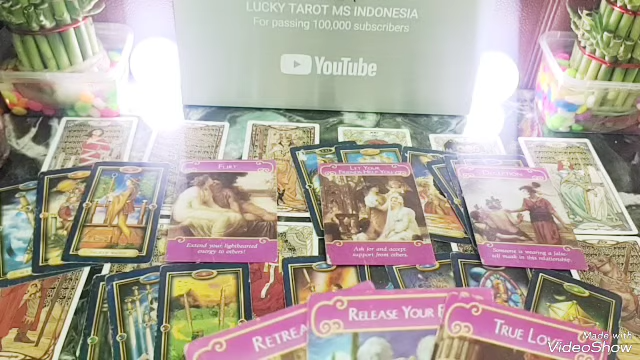 LUCKY TAROT MS INDONESIA
For passing 100,000 subscribers
YouTube
FLIRT
Extend your lighthearted
energy to others!
LET YOUR
FRIENDS HELP YOU
Ask for and accept
support from others.
DECEPTION
Someone is wearing a false-
self mask in this relationship.
RETREAT
RELEASE YOUR
TRUE LOVE
Made with
VideoShow